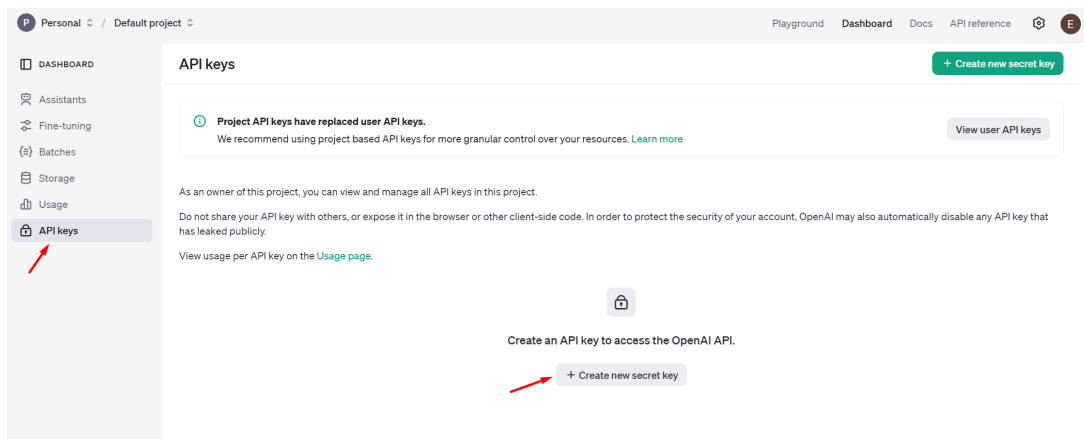 P Personal / Default project
Playground Dashboard Docs API reference E
DASHBOARD
Assistants
Fine-tuning
Batches
Storage
Usage
API keys
API keys
+ Create new secret key
Project API keys have replaced user API keys.
We recommend using project based API keys for more granular control over your resources. Learn more
View user API keys
As an owner of this project, you can view and manage all API keys in this project.
Do not share your API key with others, or expose it in the browser or other client-side code. In order to protect the security of your account, OpenAI may also automatically disable any API key that
has leaked publicly.
View usage per API key on the Usage page.
Create an API key to access the OpenAI API.
+ Create new secret key